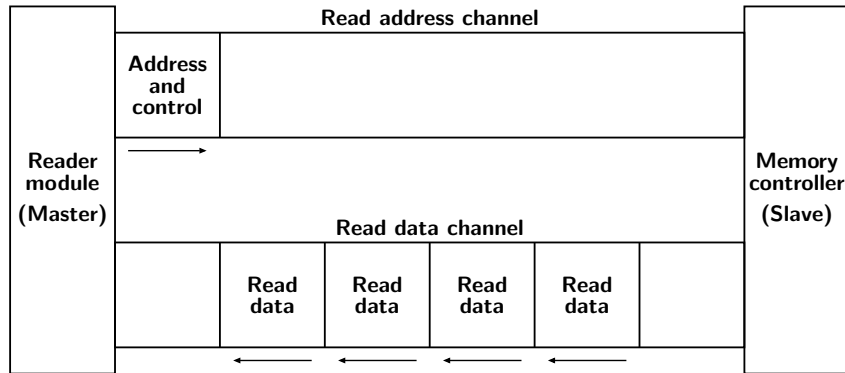 Read address channel
Address
and
control
Reader
module
(Master)
Memory
controller
(Slave)
Read data channel
Read
data
Read
data
Read
data
Read
data